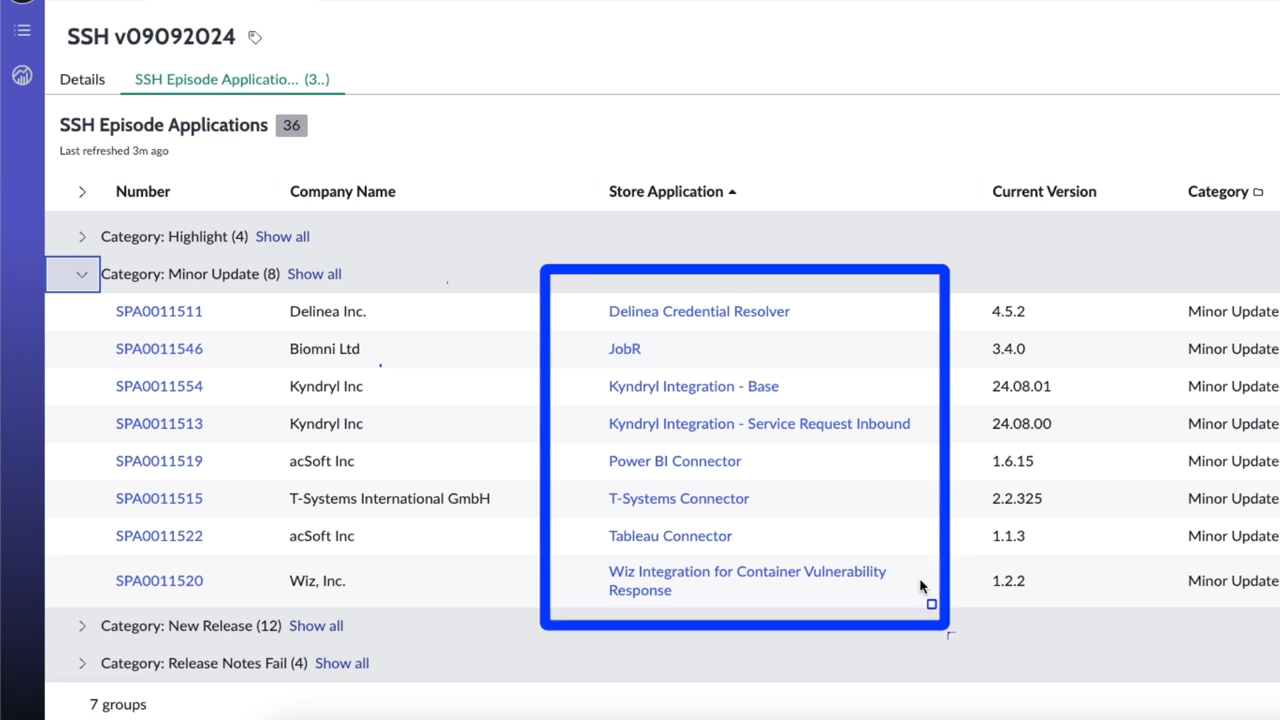 SSH v09092024
Details SSH Episode Applicatio... (3..)
SSH Episode Applications 36
Last refreshed 3m ago
Number Company Name Store Application Current Version Category
Category: Highlight (4) Show all
Category: Minor Update (8) Show all
SPA0011511 Delinea Inc. Delinea Credential Resolver 4.5.2 Minor Update
SPA0011546 Biomni Ltd JobR 3.4.0 Minor Update
SPA0011554 Kyndryl Inc Kyndryl Integration - Base 24.08.01 Minor Update
SPA0011513 Kyndryl Inc Kyndryl Integration - Service Request Inbound 24.08.00 Minor Update
SPA0011519 acSoft Inc Power BI Connector 1.6.15 Minor Update
SPA0011515 T-Systems International GmbH T-Systems Connector 2.2.325 Minor Update
SPA0011522 acSoft Inc Tableau Connector 1.1.3 Minor Update
SPA0011520 Wiz, Inc. Wiz Integration for Container Vulnerability 1.2.2 Minor Update
Response
Category: New Release (12) Show all
Category: Release Notes Fail (4) Show all
7 groups